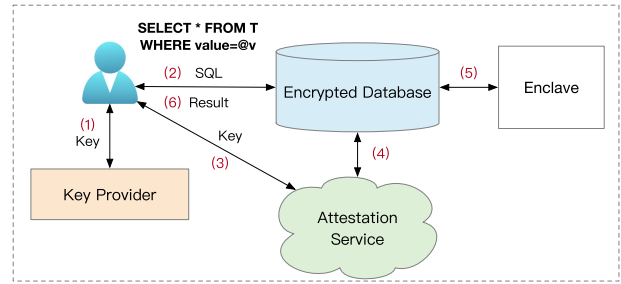 SELECT * FROM T
WHERE value=@v
(2) SQL
(6) Result
(1)
Key
Key
(3)
Encrypted Database
(5)
Enclave
(4)
Key Provider
Attestation
Service